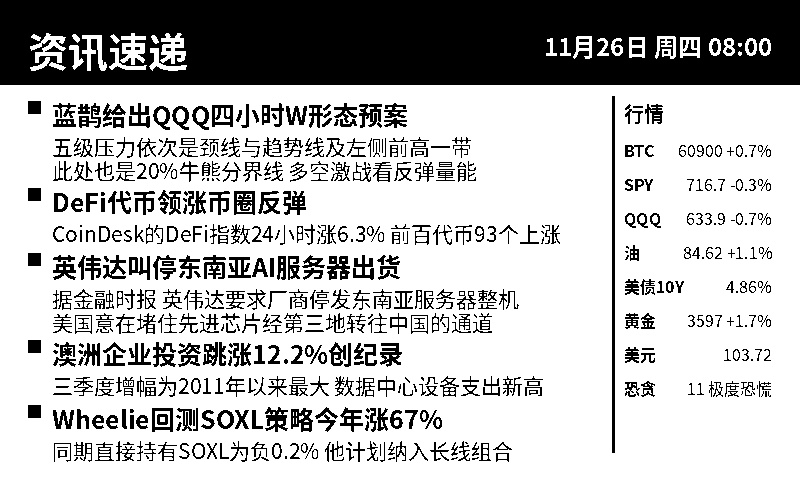 资讯速递
11月26日 周四 08:00
蓝鹊给出QQQ四小时W形态预案
五级压力依次是颈线与趋势线及左侧前高一带
此处也是20%牛熊分界线 多空激战看反弹量能
DeFi代币领涨币圈反弹
CoinDesk的DeFi指数24小时涨6.3% 前百代币93个上涨
英伟达叫停东南亚AI服务器出货
据金融时报 英伟达要求厂商停发东南亚服务器整机
美国意在堵住先进芯片经第三地转往中国的通道
澳洲企业投资跳涨12.2%创纪录
三季度增幅为2011年以来最大 数据中心设备支出新高
Wheelie回测SOXL策略今年涨67%
同期直接持有SOXL为负0.2% 他计划纳入长线组合
行情
BTC 60900 +0.7%
SPY 716.7 -0.3%
QQQ 633.9 -0.7%
油 84.62 +1.1%
美债10Y 4.86%
黄金 3597 +1.7%
美元 103.72
恐贪 11 极度恐慌